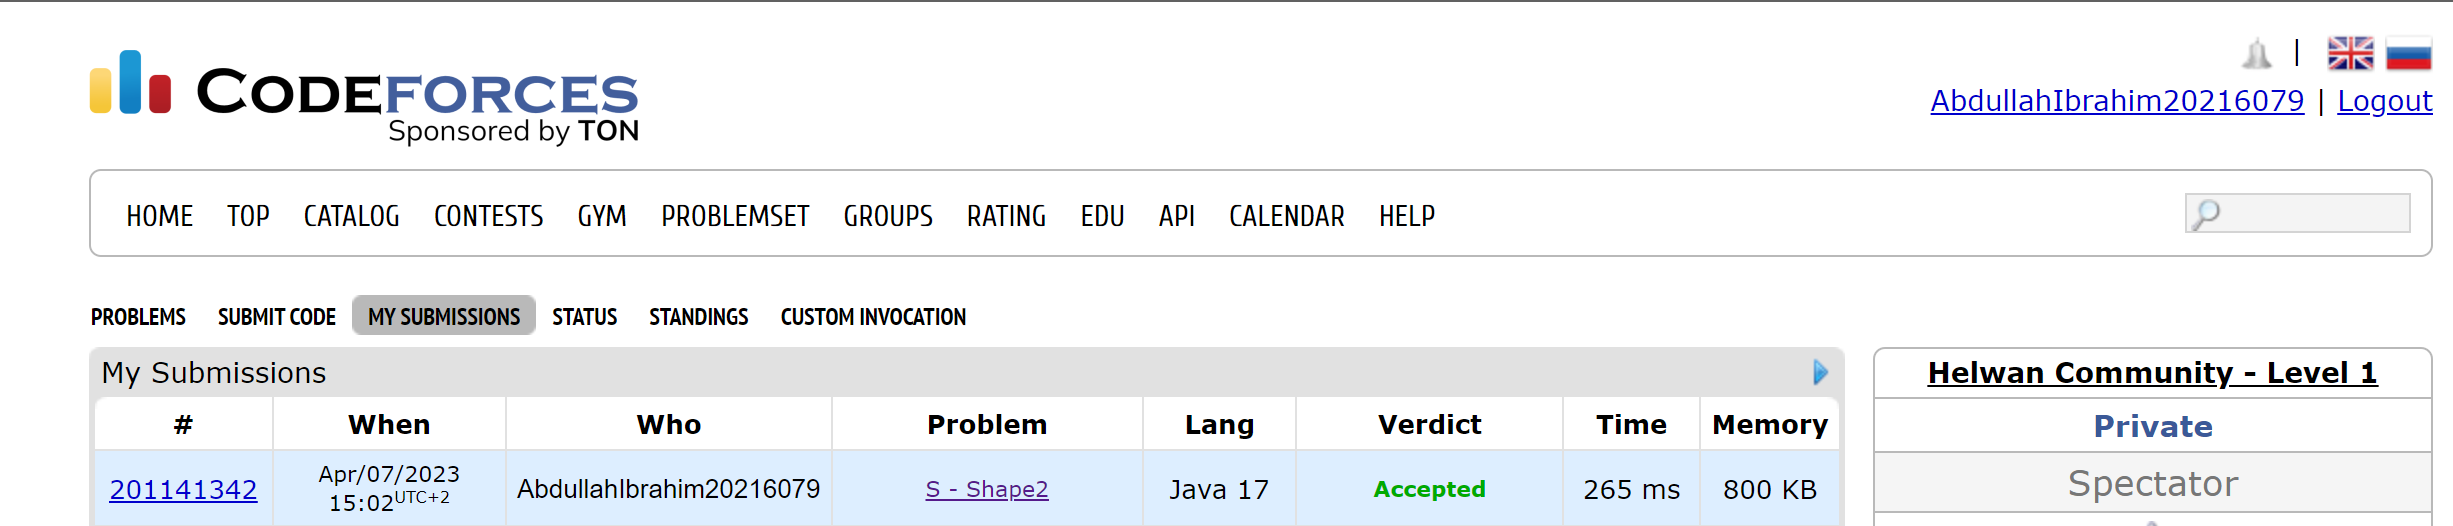 CODEFORCES
Sponsored by TON
|
AbdullahIbrahim20216079 | Logout
HOME TOP CATALOG CONTESTS GYM PROBLEMSET GROUPS RATING EDU API CALENDAR HELP
PROBLEMS SUBMIT CODE MY SUBMISSIONS STATUS STANDINGS CUSTOM INVOCATION
My Submissions
# When Who Problem Lang Verdict Time Memory
201141342 Apr/07/2023 15:02UTC+2 AbdullahIbrahim20216079 S - Shape2 Java 17 Accepted 265 ms 800 KB
Helwan Community - Level 1
Private
Spectator